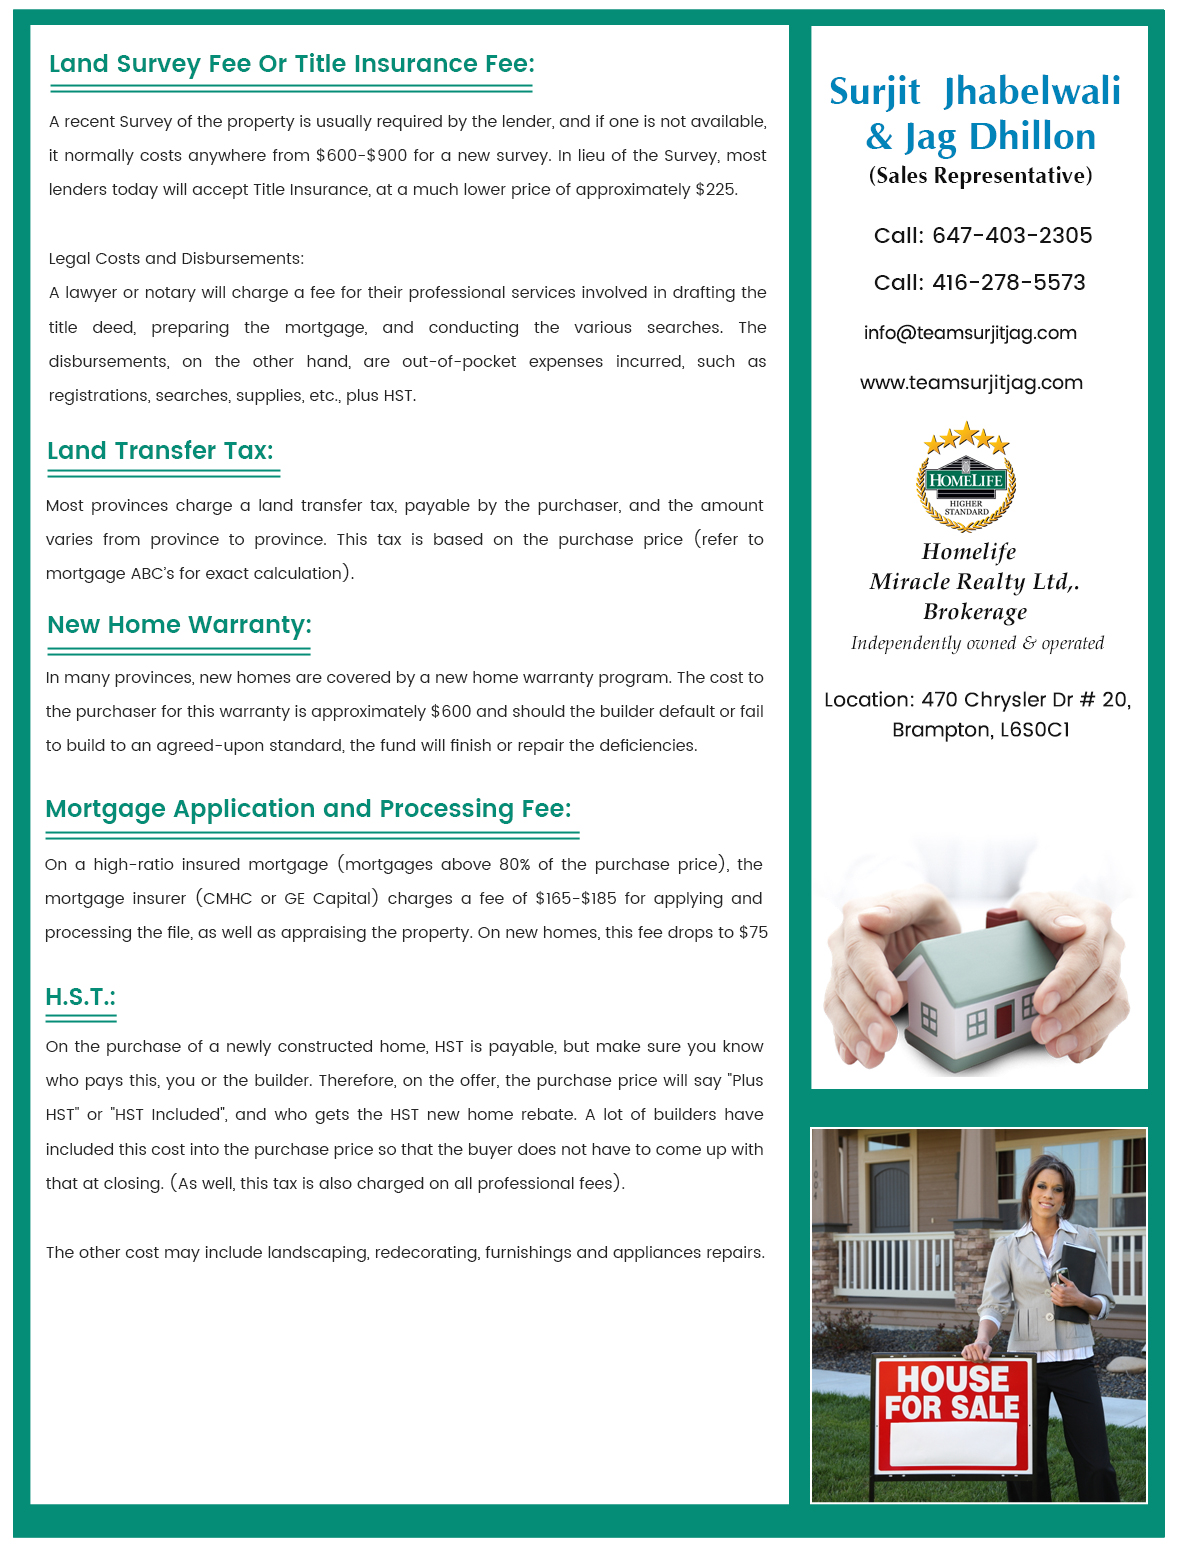 Land Survey Fee Or Title Insurance Fee:
A recent Survey of the property is usually required by the lender, and if one is not available,
it normally costs anywhere from $600-$900 for a new survey. In lieu of the Survey, most
lenders today will accept Title Insurance, at a much lower price of approximately $225.
Legal Costs and Disbursements:
A lawyer or notary will charge a fee for their professional services involved in drafting the
title deed, preparing the mortgage, and conducting the various searches. The
disbursements, on the other hand, are out-of-pocket expenses incurred, such as
registrations, searches, supplies, etc., plus HST.
Land Transfer Tax:
Most provinces charge a land transfer tax, payable by the purchaser, and the amount
varies from province to province. This tax is based on the purchase price (refer to
mortgage ABC's for exact calculation).
New Home Warranty:
In many provinces, new homes are covered by a new home warranty program. The cost to
the purchaser for this warranty is approximately $600 and should the builder default or fail
to build to an agreed-upon standard, the fund will finish or repair the deficiencies.
Mortgage Application and Processing Fee:
On a high-ratio insured mortgage (mortgages above 80% of the purchase price), the
mortgage insurer (CMHC or GE Capital) charges a fee of $165-$185 for applying and
processing the file, as well as appraising the property. On new homes, this fee drops to $75
H.S.T.:
On the purchase of a newly constructed home, HST is payable, but make sure you know
who pays this, you or the builder. Therefore, on the offer, the purchase price will say "Plus
HST" or "HST Included", and who gets the HST new home rebate. A lot of builders have
included this cost into the purchase price so that the buyer does not have to come up with
that at closing. (As well, this tax is also charged on all professional fees).
The other cost may include landscaping, redecorating, furnishings and appliances repairs.
Surjit Jhabelwali
& Jag Dhillon
(Sales Representative)
Call: 647-403-2305
Call: 416-278-5573
info@teamsurjitjag.com
www.teamsurjitjag.com
HOMELIFE
HIGHER
STANDARD
Homelife
Miracle Realty Ltd,.
Brokerage
Independently owned & operated
Location: 470 Chrysler Dr # 20,
Brampton, L6S0C1
1004
HOUSE
FOR SALE